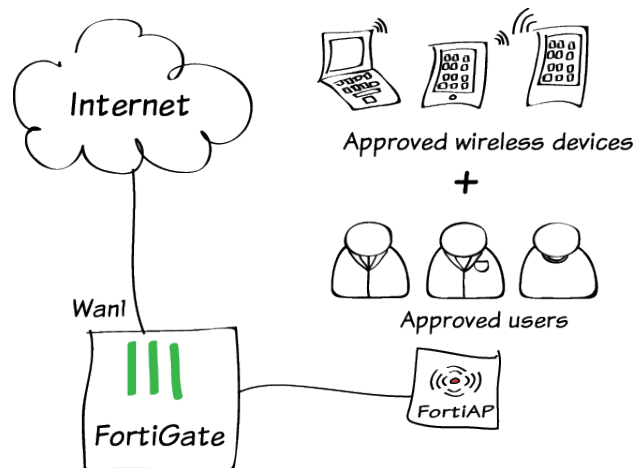 Internet
Approved wireless devices
+
Approved users
Wan1
FortiGate
FortiAP